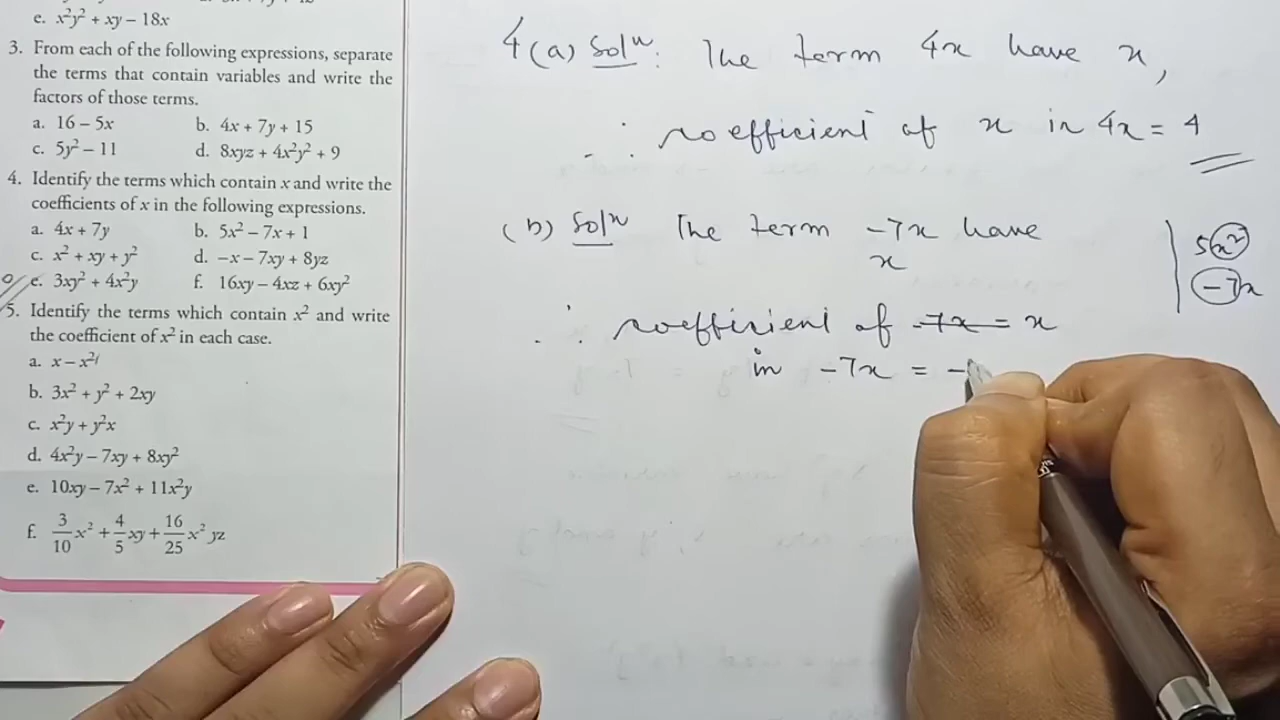 e. x²y² + xy – 18x
3. From each of the following expressions, separate
the terms that contain variables and write the
factors of those terms.
a. 16 – 5x b. 4x + 7y + 15
c. 5y² – 11 d. 8xyz + 4x²y² + 9
4. Identify the terms which contain x and write the
coefficients of x in the following expressions.
a. 4x + 7y b. 5x² – 7x + 1
c. x² + xy + y² d. –x – 7xy + 8yz
e. 3xy² + 4x²y f. 16xy – 4xz + 6xy²
5. Identify the terms which contain x² and write
the coefficient of x² in each case.
a. x – x²
b. 3x² + y² + 2xy
c. x²y + y²x
d. 4x²y – 7xy + 8xy²
e. 10xy – 7x² + 11x²y
f. 3/10 x² + 4/5 xy + 16/25 x² yz
4 (a) Solⁿ: The term 4x have x,
∴ coefficient of x in 4x = 4
(b) Solⁿ The term -7x have
x
5x²
-7x
∴ coefficient of -7x = x
in -7x = -